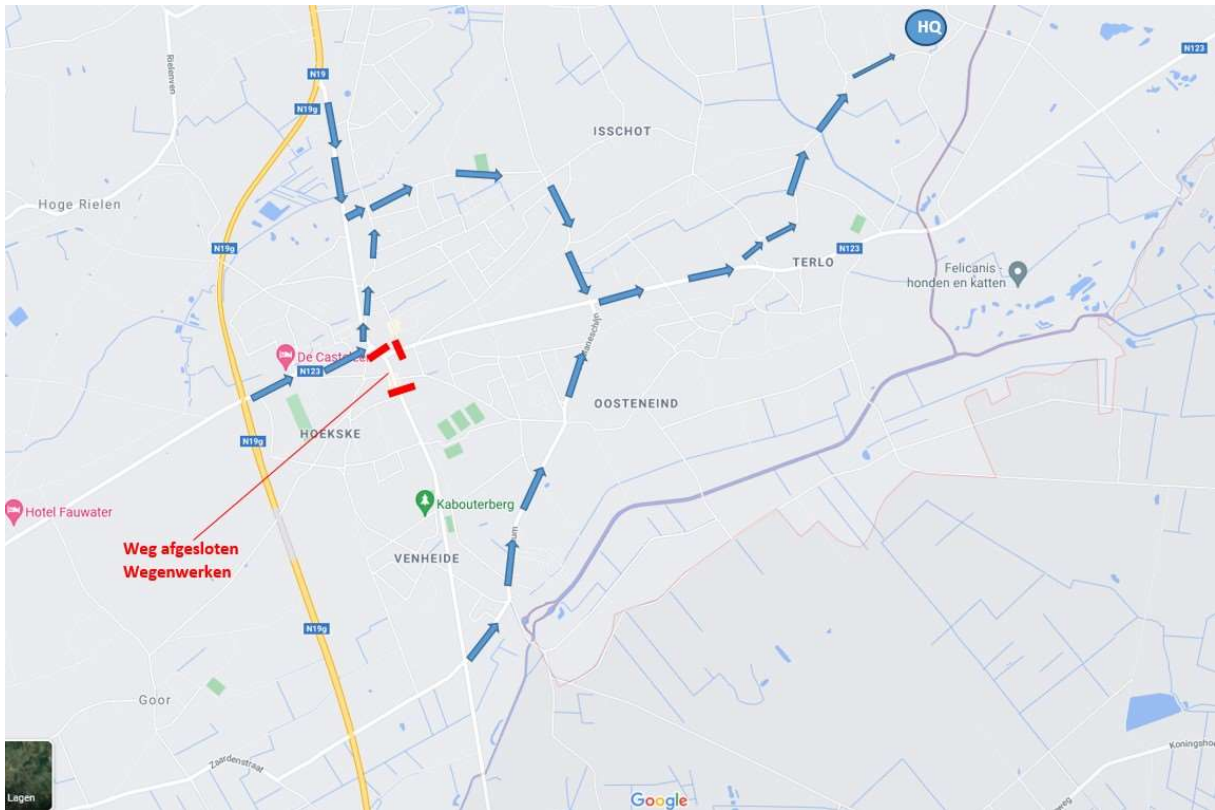 HQ
N123
N19
Rielenven
N19g
ISSCHOT
Hoge Rielen
N19g
TERLO
N123
Felicanis -
honden en katten
De Casteleer
N123
OOSTENEIND
HOEKSKE
N19g
Hotel Fauwater
Kabouterberg
Weg afgesloten
Wegenwerken
VENHEIDE
N19g
Goor
Zaardenstraat
Koningshoe
Lagen
Google